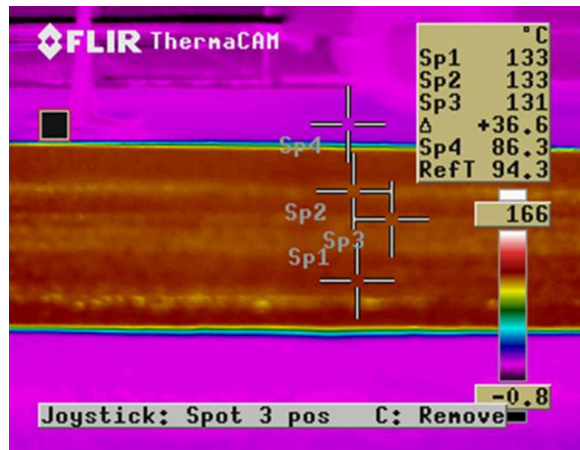 FLIR ThermaCAM
°C
Sp1 133
Sp2 133
Sp3 131
Δ +36.6
Sp4 86.3
RefT 94.3
Sp4
166
Sp2
Sp3
Sp1
-0.8
Joystick: Spot 3 pos C: Remove